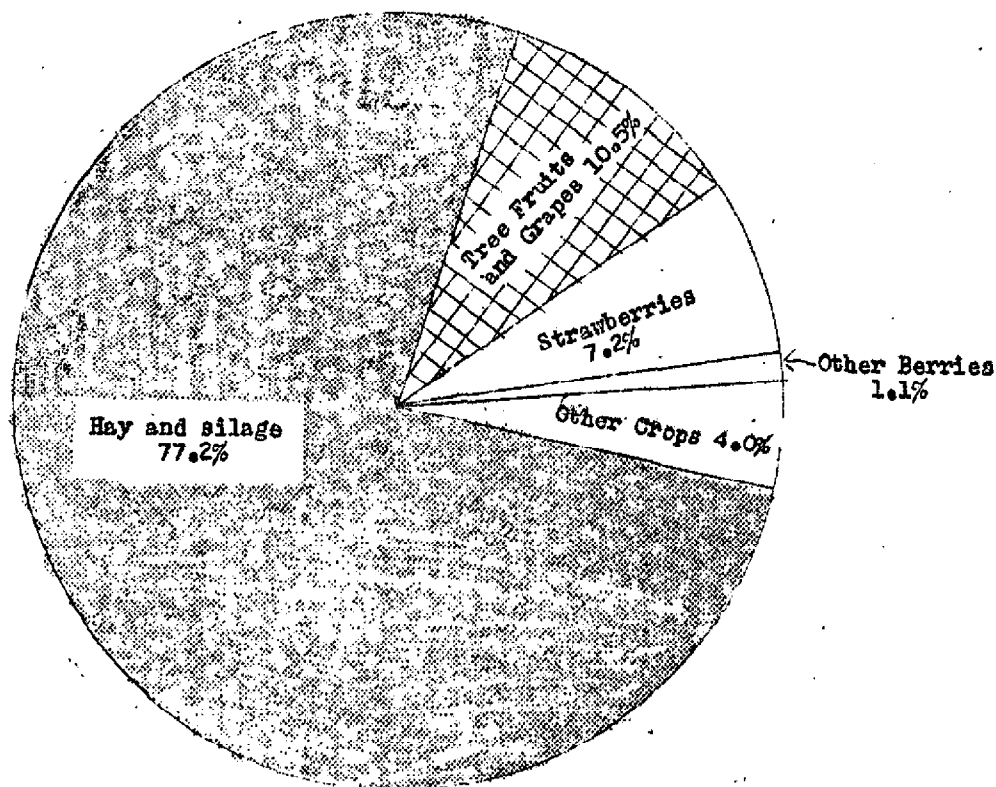 Tree Fruits
and Grapes 10.5%
Strawberries
7.2%
Other Berries
1.1%
Other Crops 4.0%
Hay and silage
77.2%